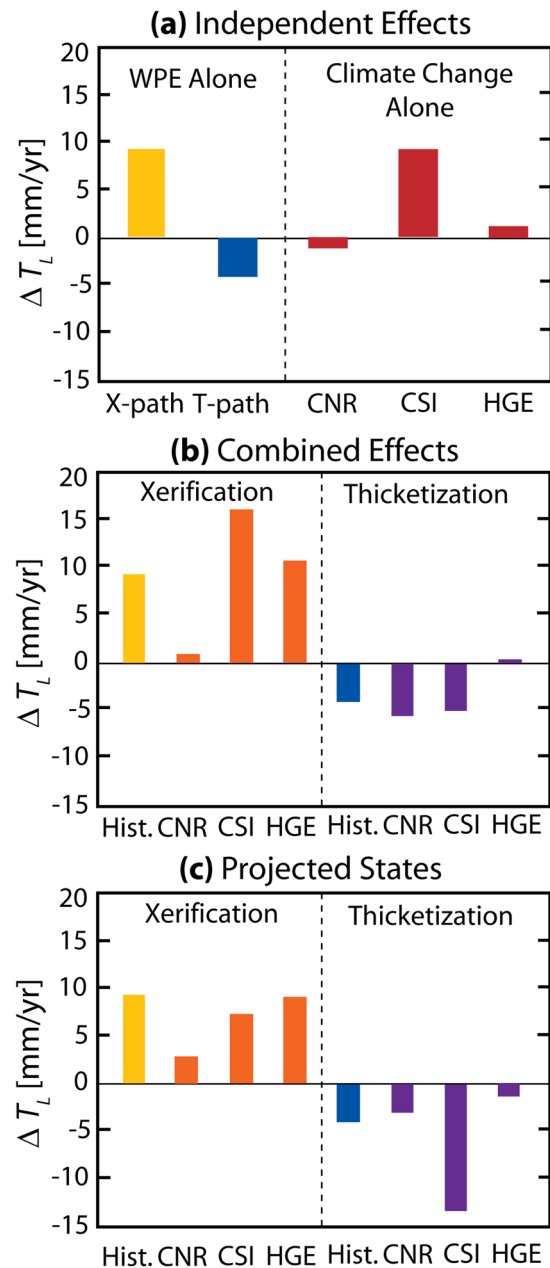 (a) Independent Effects
20
15
10
5
0
-5
-10
-15
Δ T_L [mm/yr]
WPE Alone
Climate Change
Alone
X-path T-path CNR CSI HGE
(b) Combined Effects
20
15
10
5
0
-5
-10
-15
Δ T_L [mm/yr]
Xerification Thicketization
Hist. CNR CSI HGE Hist. CNR CSI HGE
(c) Projected States
20
15
10
5
0
-5
-10
-15
Δ T_L [mm/yr]
Xerification Thicketization
Hist. CNR CSI HGE Hist. CNR CSI HGE